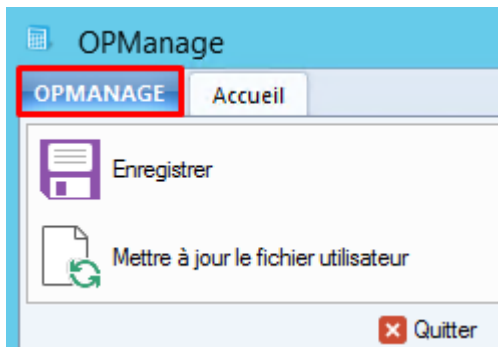 OPManage
OPMANAGE Accueil
Enregistrer
Mettre à jour le fichier utilisateur
Quitter